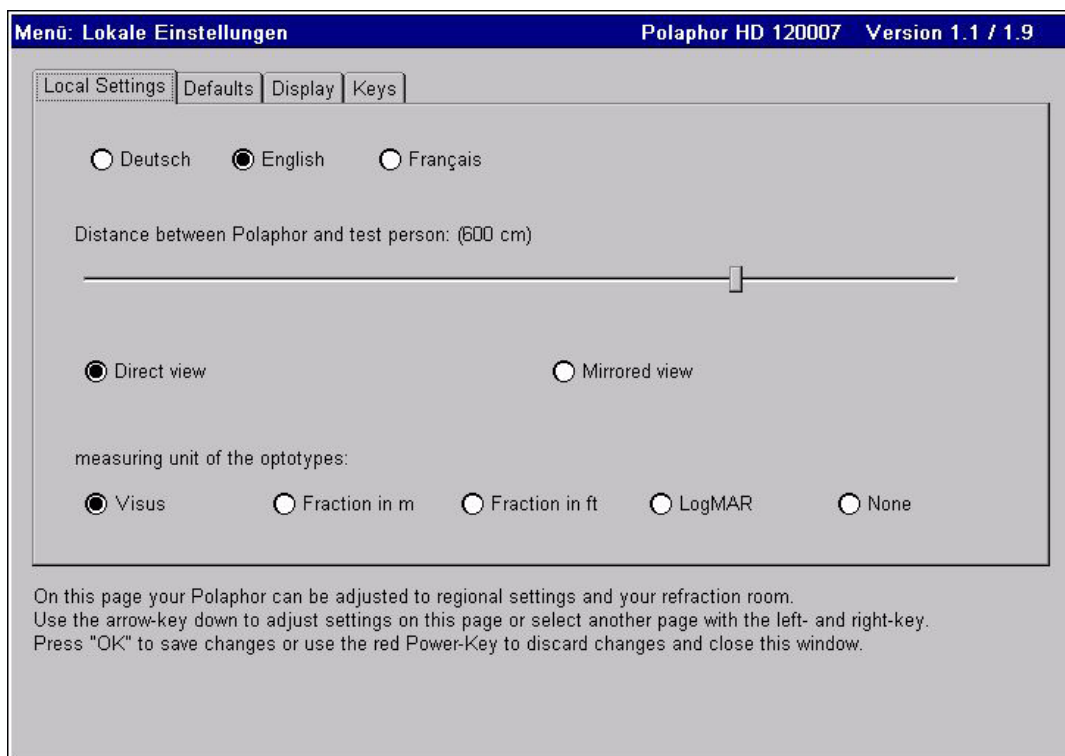 Menü: Lokale Einstellungen Polaphor HD 120007 Version 1.1 / 1.9
Local Settings Defaults Display Keys
Deutsch English Français
Distance between Polaphor and test person: (600 cm)
Direct view Mirrored view
measuring unit of the optotypes:
Visus Fraction in m Fraction in ft LogMAR None
On this page your Polaphor can be adjusted to regional settings and your refraction room.
Use the arrow-key down to adjust settings on this page or select another page with the left- and right-key.
Press "OK" to save changes or use the red Power-Key to discard changes and close this window.